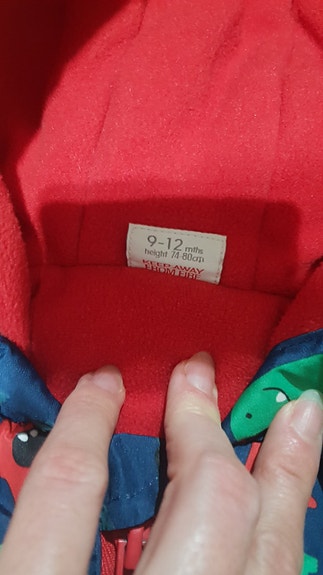 9-12 mths
height 74-80cm
KEEP AWAY
FROM FIRE